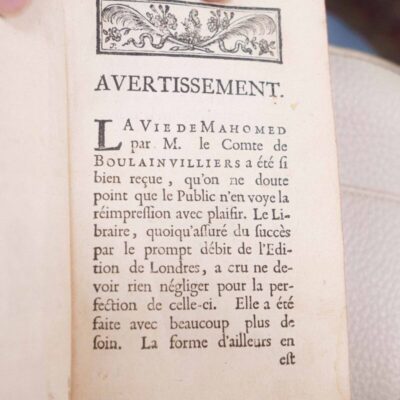 AVERTISSEMENT.
LA VIE DE MAHOMED
par M. le Comte de
BOULAINVILLIERS a été si
bien reçue, qu'on ne doute
point que le Public n'en voye la
réimpreſſion avec plaiſir. Le Li-
braire, quoiqu'aſſuré du ſuccès
par le prompt débit de l'Edi-
tion de Londres, a cru ne de-
voir rien négliger pour la per-
fection de celle-ci. Elle a été
faite avec beaucoup plus de
ſoin. La forme d'ailleurs en
eſt